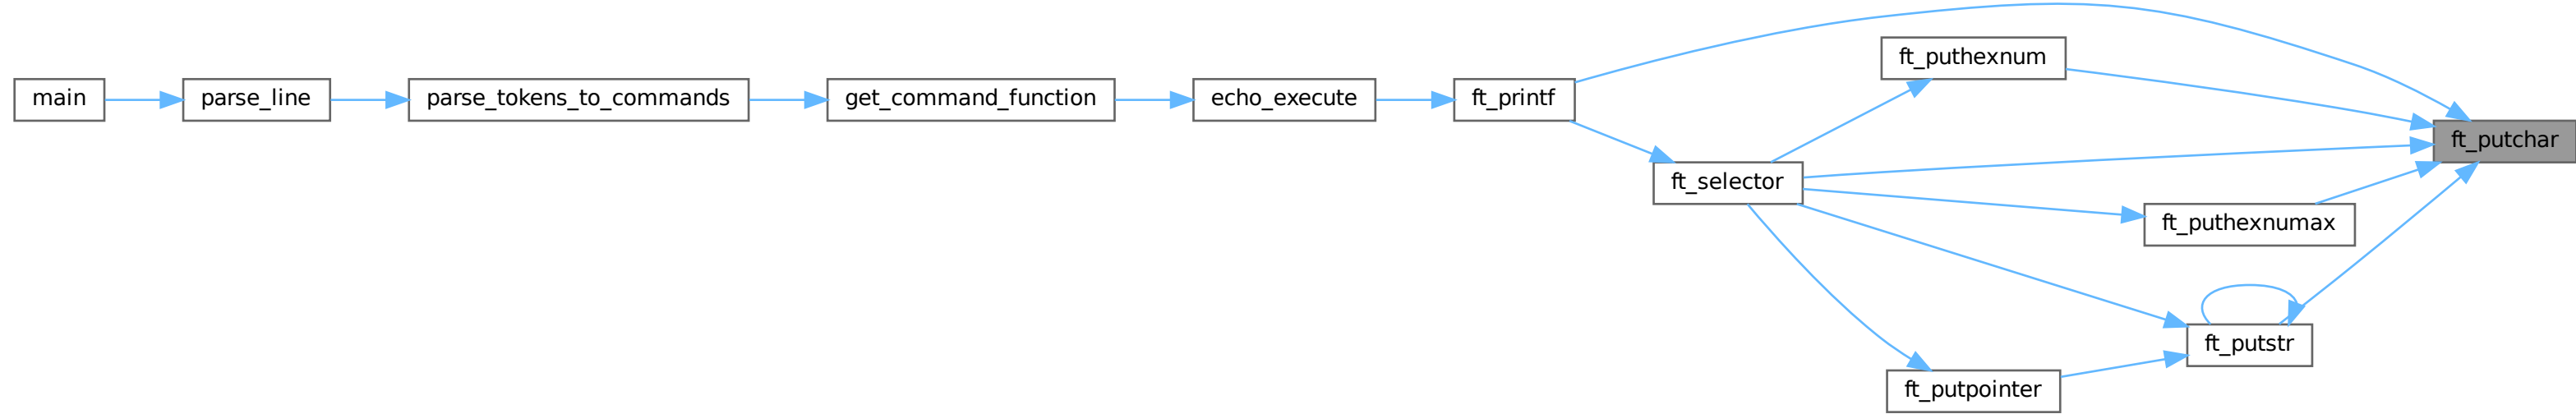 main
parse_line
parse_tokens_to_commands
get_command_function
echo_execute
ft_printf
ft_selector
ft_puthexnum
ft_putchar
ft_puthexnumax
ft_putstr
ft_putpointer